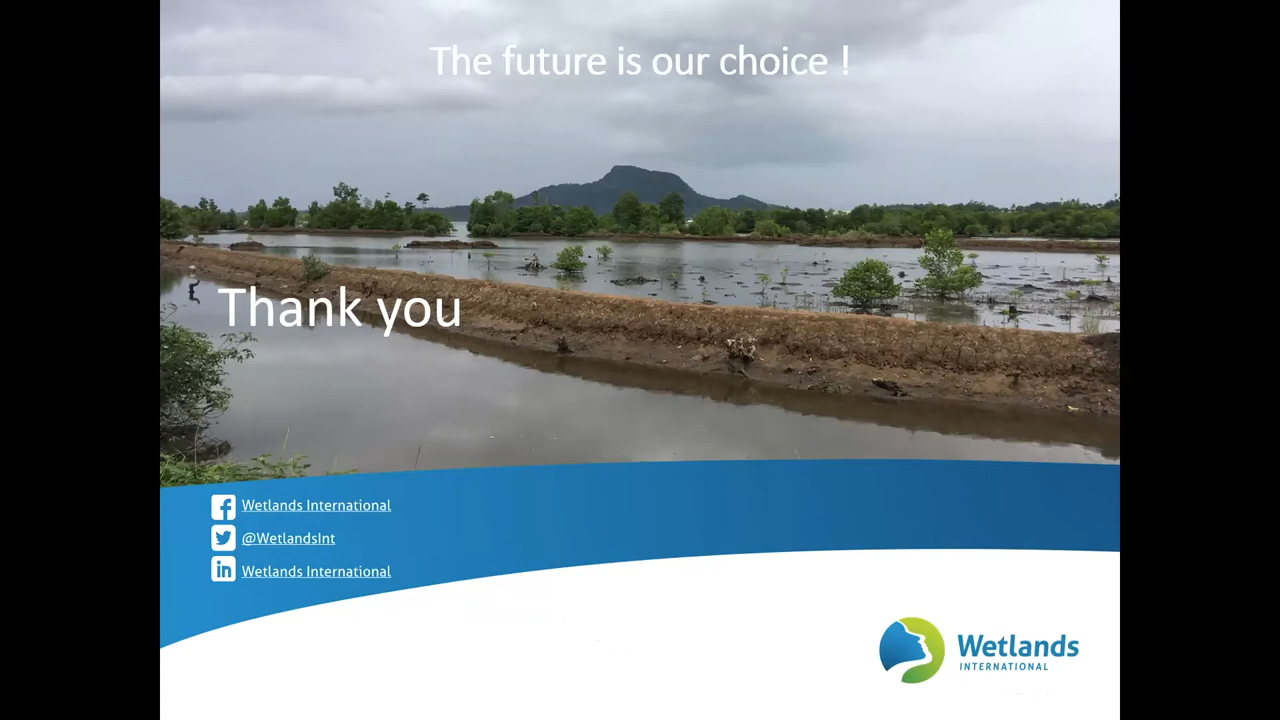 The future is our choice !
Thank you
Wetlands International
@WetlandsInt
Wetlands International
Wetlands
INTERNATIONAL